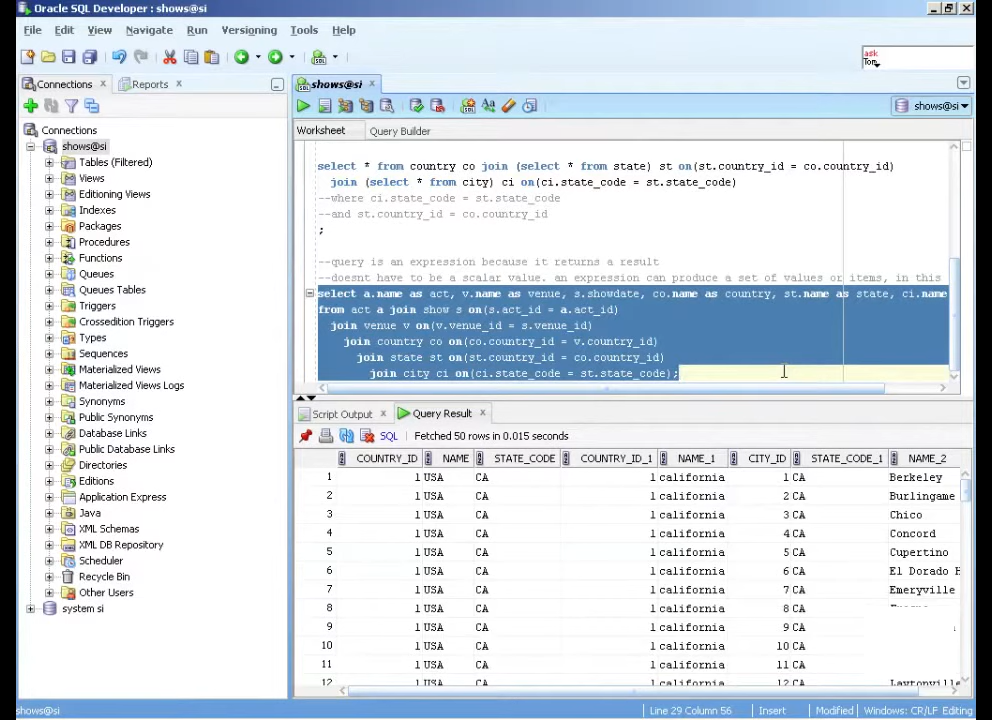 Oracle SQL Developer : shows@si
File Edit View Navigate Run Versioning Tools Help
ask
Tom
Connections Reports
shows@si
shows@si
Worksheet Query Builder
Connections
shows@si
Tables (Filtered)
Views
Editioning Views
Indexes
Packages
Procedures
Functions
Queues
Queues Tables
Triggers
Crossedition Triggers
Types
Sequences
Materialized Views
Materialized Views Logs
Synonyms
Public Synonyms
Database Links
Public Database Links
Directories
Editions
Application Express
Java
XML Schemas
XML DB Repository
Scheduler
Recycle Bin
Other Users
system si
select * from country co join (select * from state) st on(st.country_id = co.country_id)
join (select * from city) ci on(ci.state_code = st.state_code)
--where ci.state_code = st.state_code
--and st.country_id = co.country_id
;
--query is an expression because it returns a result
--doesnt have to be a scalar value. an expression can produce a set of values or items, in this
select a.name as act, v.name as venue, s.showdate, co.name as country, st.name as state, ci.name
from act a join show s on(s.act_id = a.act_id)
join venue v on(v.venue_id = s.venue_id)
join country co on(co.country_id = v.country_id)
join state st on(st.country_id = co.country_id)
join city ci on(ci.state_code = st.state_code);
Script Output Query Result
SQL Fetched 50 rows in 0.015 seconds
COUNTRY_ID NAME STATE_CODE COUNTRY_ID_1 NAME_1 CITY_ID STATE_CODE_1 NAME_2
1 1 USA CA 1 california 1 CA Berkeley
2 1 USA CA 1 california 2 CA Burlingame
3 1 USA CA 1 california 3 CA Chico
4 1 USA CA 1 california 4 CA Concord
5 1 USA CA 1 california 5 CA Cupertino
6 1 USA CA 1 california 6 CA El Dorado
7 1 USA CA 1 california 7 CA Emeryville
8 1 USA CA 1 california 8 CA
9 1 USA CA 1 california 9 CA
10 1 USA CA 1 california 10 CA
11 1 USA CA 1 california 11 CA
12 1 USA CA 1 california 12 CA Laytonville
shows@si Line 29 Column 56 Insert Modified Windows: CR/LF Editing